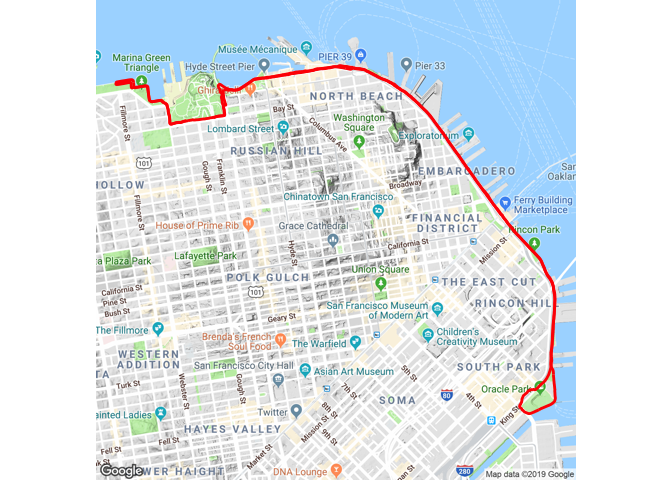 Musée Mécanique
PIER 39
Pier 33
Marina Green
Triangle
Hyde Street Pier
Ghirardelli
NORTH BEACH
Bay St
Fillmore St
Lombard Street
Columbus Ave
Washington
Square
Exploratorium
RUSSIAN HILL
101
Gough St
Franklin St
EMBARCADERO
San
Oakland
HOLLOW
Broadway
Chinatown San Francisco
Ferry Building
Marketplace
House of Prime Rib
FINANCIAL
DISTRICT
Rincon Park
Grace Cathedral
California St
Mission St
a Plaza Park
Lafayette Park
Hyde St
Union Square
POLK GULCH
THE EAST CUT
California St
Pine St
Bush St
101
RINCON HILL
San Francisco Museum
of Modern Art
Geary St
The Fillmore
Brenda's French
Soul Food
The Warfield
Children's
Creativity Museum
WESTERN
ADDITION
San Francisco City Hall
SOUTH PARK
TA
Turk St
Webster St
Gough St
Asian Art Museum
7th St
5th St
4th St
Oracle Park
80
King St
SOMA
ainted Ladies
Fell St
Twitter
9th St
8th St
HAYES VALLEY
Mission St
Fell St
Market St
DNA Lounge
280
OWER HAIGHT
Google
Map data ©2019 Google